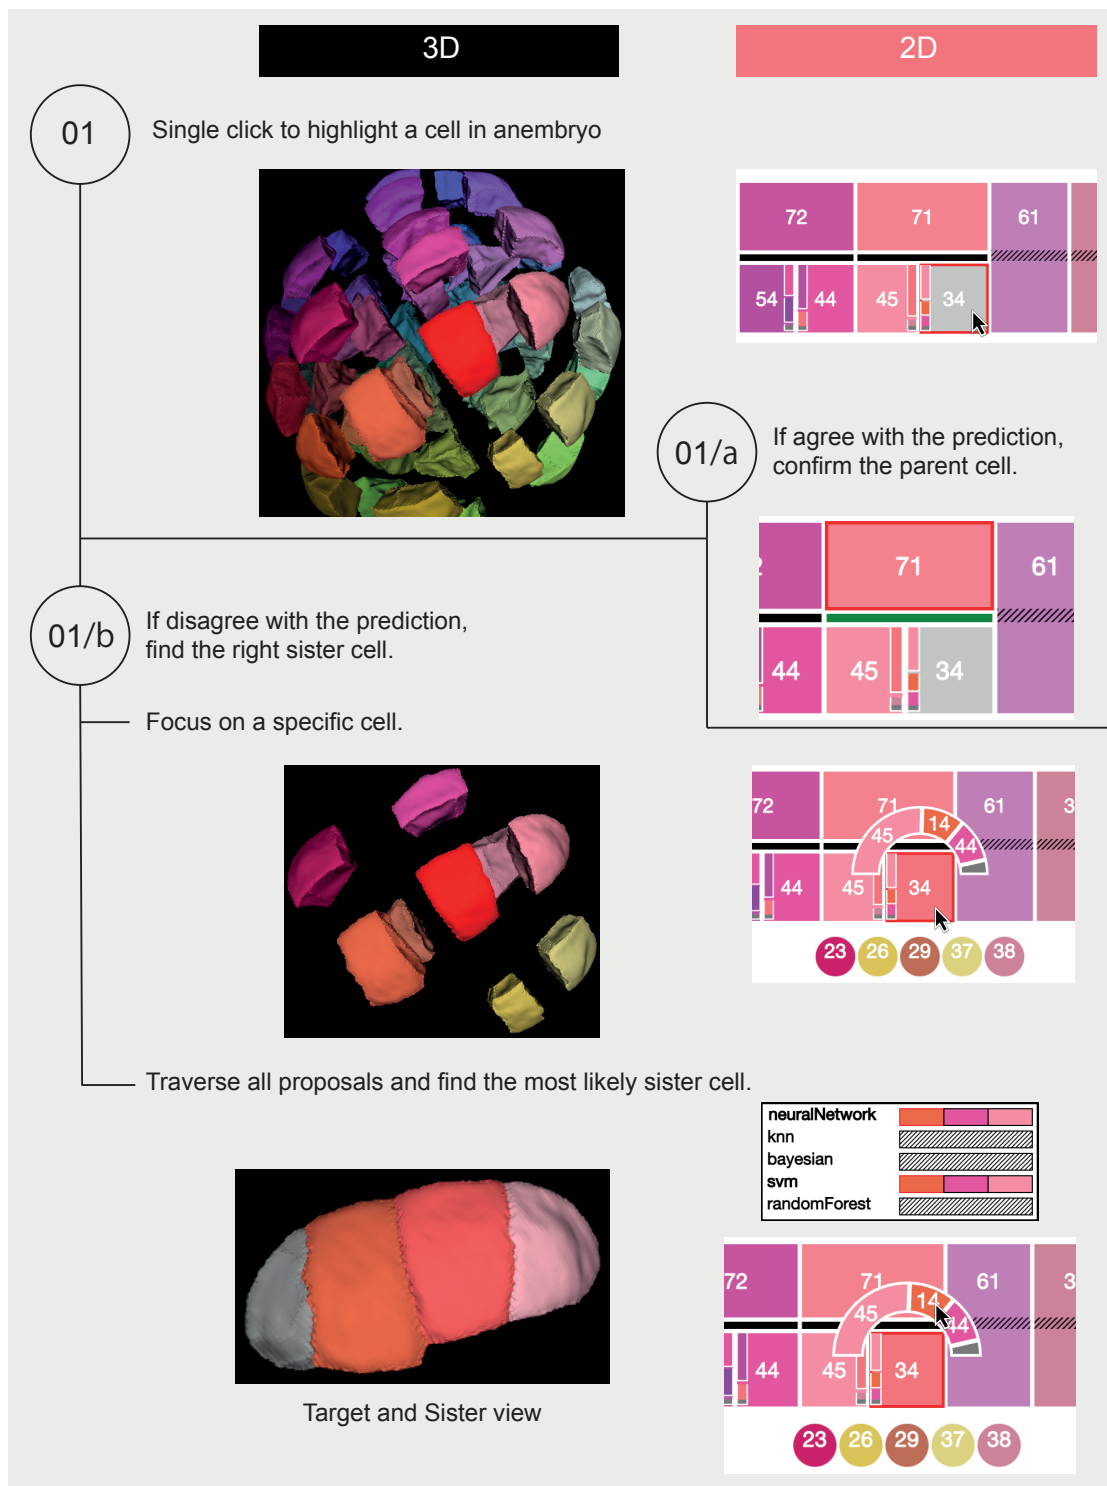 3D
2D
01
Single click to highlight a cell in anembryo
72
71
61
54
44
45
34
01/a
If agree with the prediction,
confirm the parent cell.
71
61
44
45
34
01/b
If disagree with the prediction,
find the right sister cell.
Focus on a specific cell.
72
71
61
3
45
14
44
44
45
34
23
26
29
37
38
Traverse all proposals and find the most likely sister cell.
neuralNetwork
knn
bayesian
svm
randomForest
72
71
61
3
45
14
44
44
45
34
23
26
29
37
38
Target and Sister view